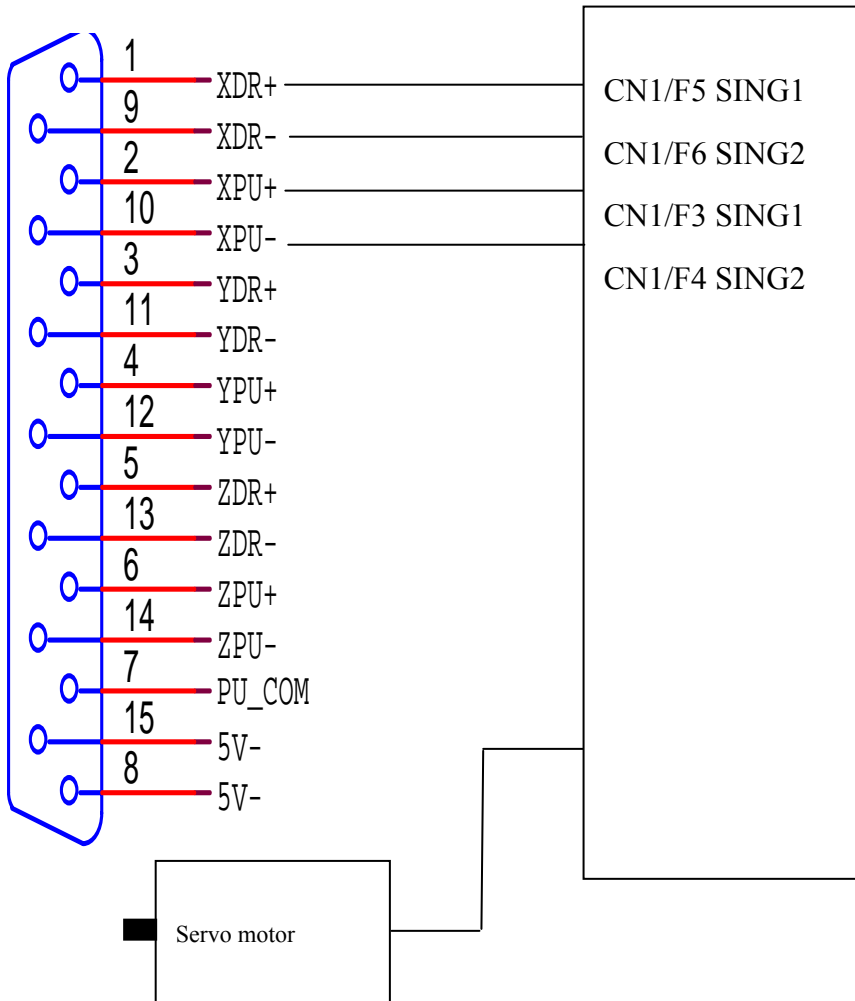 1
XDR+
CN1/F5 SING1
9
XDR-
CN1/F6 SING2
2
XPU+
CN1/F3 SING1
10
XPU-
CN1/F4 SING2
3
YDR+
11
YDR-
4
YPU+
12
YPU-
5
ZDR+
13
ZDR-
6
ZPU+
14
ZPU-
7
PU_COM
15
5V-
8
5V-
Servo motor